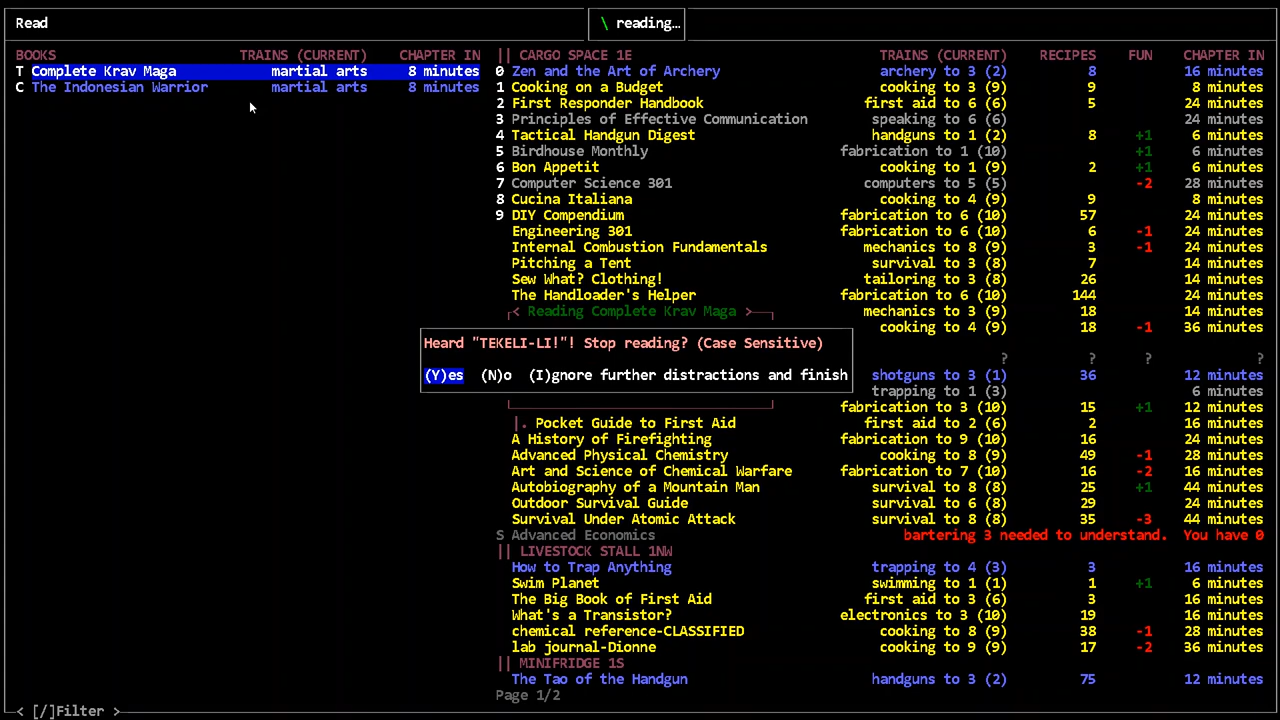 Read
\ reading…
BOOKS TRAINS (CURRENT) CHAPTER IN
T Complete Krav Maga martial arts 8 minutes
C The Indonesian Warrior martial arts 8 minutes
|| CARGO SPACE 1E TRAINS (CURRENT) RECIPES FUN CHAPTER IN
0 Zen and the Art of Archery archery to 3 (2) 8 16 minutes
1 Cooking on a Budget cooking to 3 (9) 9 8 minutes
2 First Responder Handbook first aid to 6 (6) 5 24 minutes
3 Principles of Effective Communication speaking to 6 (6) 24 minutes
4 Tactical Handgun Digest handguns to 1 (2) 8 +1 6 minutes
5 Birdhouse Monthly fabrication to 1 (10) +1 6 minutes
6 Bon Appetit cooking to 1 (9) 2 +1 6 minutes
7 Computer Science 301 computers to 5 (5) -2 28 minutes
8 Cucina Italiana cooking to 4 (9) 9 8 minutes
9 DIY Compendium fabrication to 6 (10) 57 24 minutes
Engineering 301 fabrication to 6 (10) 6 -1 24 minutes
Internal Combustion Fundamentals mechanics to 8 (9) 3 -1 24 minutes
Pitching a Tent survival to 3 (8) 7 14 minutes
Sew What? Clothing! tailoring to 3 (8) 26 14 minutes
The Handloader's Helper fabrication to 6 (10) 144 24 minutes
< Reading Complete Krav Maga > mechanics to 3 (9) 18 14 minutes
cooking to 4 (9) 18 -1 36 minutes
Heard "TEKELI-LI!"! Stop reading? (Case Sensitive)
(Y)es (N)o (I)gnore further distractions and finish
? ? ? ?
shotguns to 3 (1) 36 12 minutes
trapping to 1 (3) 6 minutes
fabrication to 3 (10) 15 +1 12 minutes
|. Pocket Guide to First Aid first aid to 2 (6) 2 16 minutes
A History of Firefighting fabrication to 9 (10) 16 24 minutes
Advanced Physical Chemistry cooking to 8 (9) 49 -1 28 minutes
Art and Science of Chemical Warfare fabrication to 7 (10) 16 -2 16 minutes
Autobiography of a Mountain Man survival to 8 (8) 25 +1 44 minutes
Outdoor Survival Guide survival to 6 (8) 29 24 minutes
Survival Under Atomic Attack survival to 8 (8) 35 -3 44 minutes
S Advanced Economics bartering 3 needed to understand. You have 0
|| LIVESTOCK STALL 1NW
How to Trap Anything trapping to 4 (3) 3 16 minutes
Swim Planet swimming to 1 (1) 1 +1 6 minutes
The Big Book of First Aid first aid to 3 (6) 3 16 minutes
What's a Transistor? electronics to 3 (10) 19 16 minutes
chemical reference-CLASSIFIED cooking to 8 (9) 38 -1 28 minutes
lab journal-Dionne cooking to 9 (9) 17 -2 36 minutes
|| MINIFRIDGE 1S
The Tao of the Handgun handguns to 3 (2) 75 12 minutes
Page 1/2
< [/]Filter >